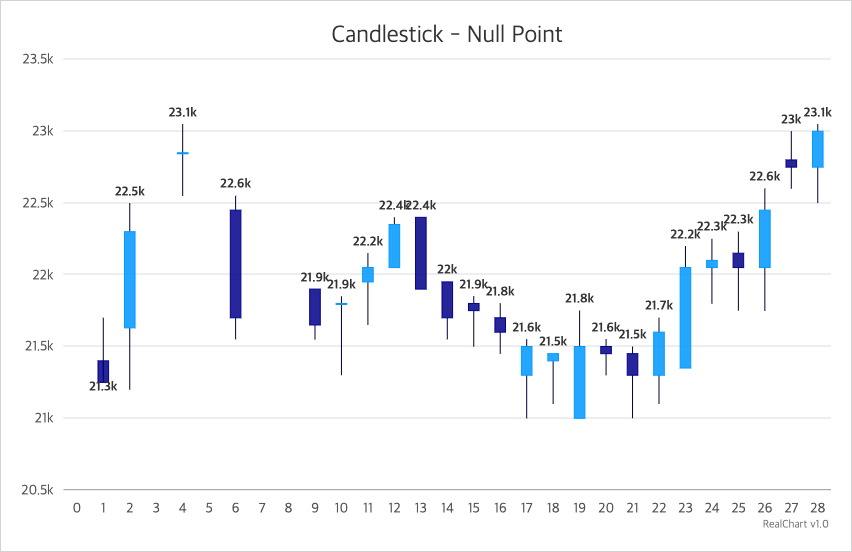 Candlestick - Null Point
23.5k
23k
22.5k
22k
21.5k
21k
20.5k
21.3k
22.5k
23.1k
22.6k
21.9k
21.9k
22.2k
22.4k
22.4k
22k
21.9k
21.8k
21.6k
21.5k
21.8k
21.6k
21.5k
21.7k
22.2k
22.3k
22.3k
22.6k
23k
23.1k
0 1 2 3 4 5 6 7 8 9 10 11 12 13 14 15 16 17 18 19 20 21 22 23 24 25 26 27 28
RealChart v1.0